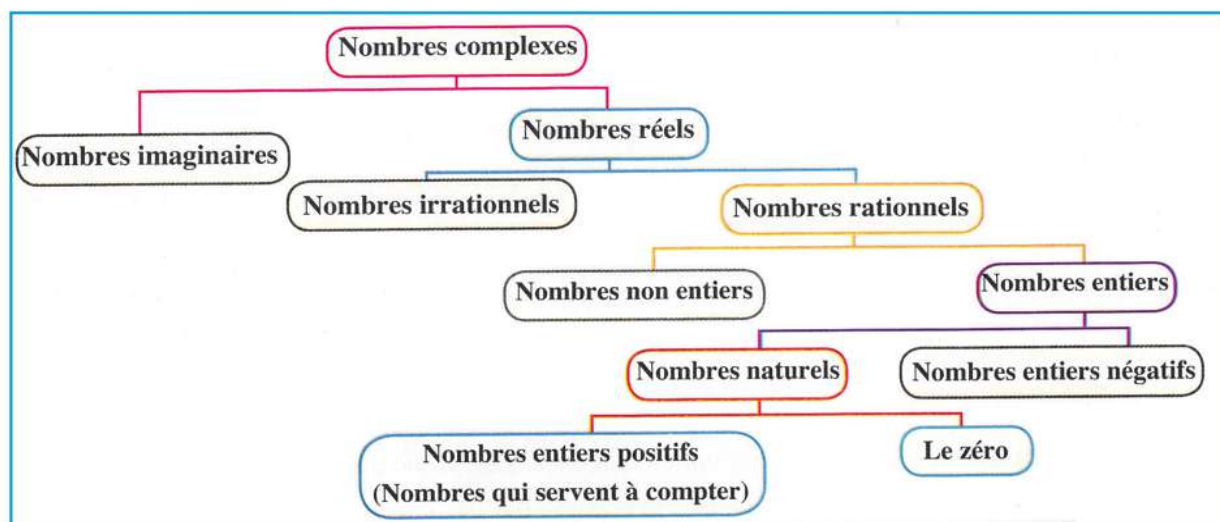 Nombres complexes
Nombres réels
Nombres imaginaires
Nombres irrationnels
Nombres rationnels
Nombres non entiers
Nombres entiers
Nombres naturels
Nombres entiers négatifs
Nombres entiers positifs
(Nombres qui servent à compter)
Le zéro